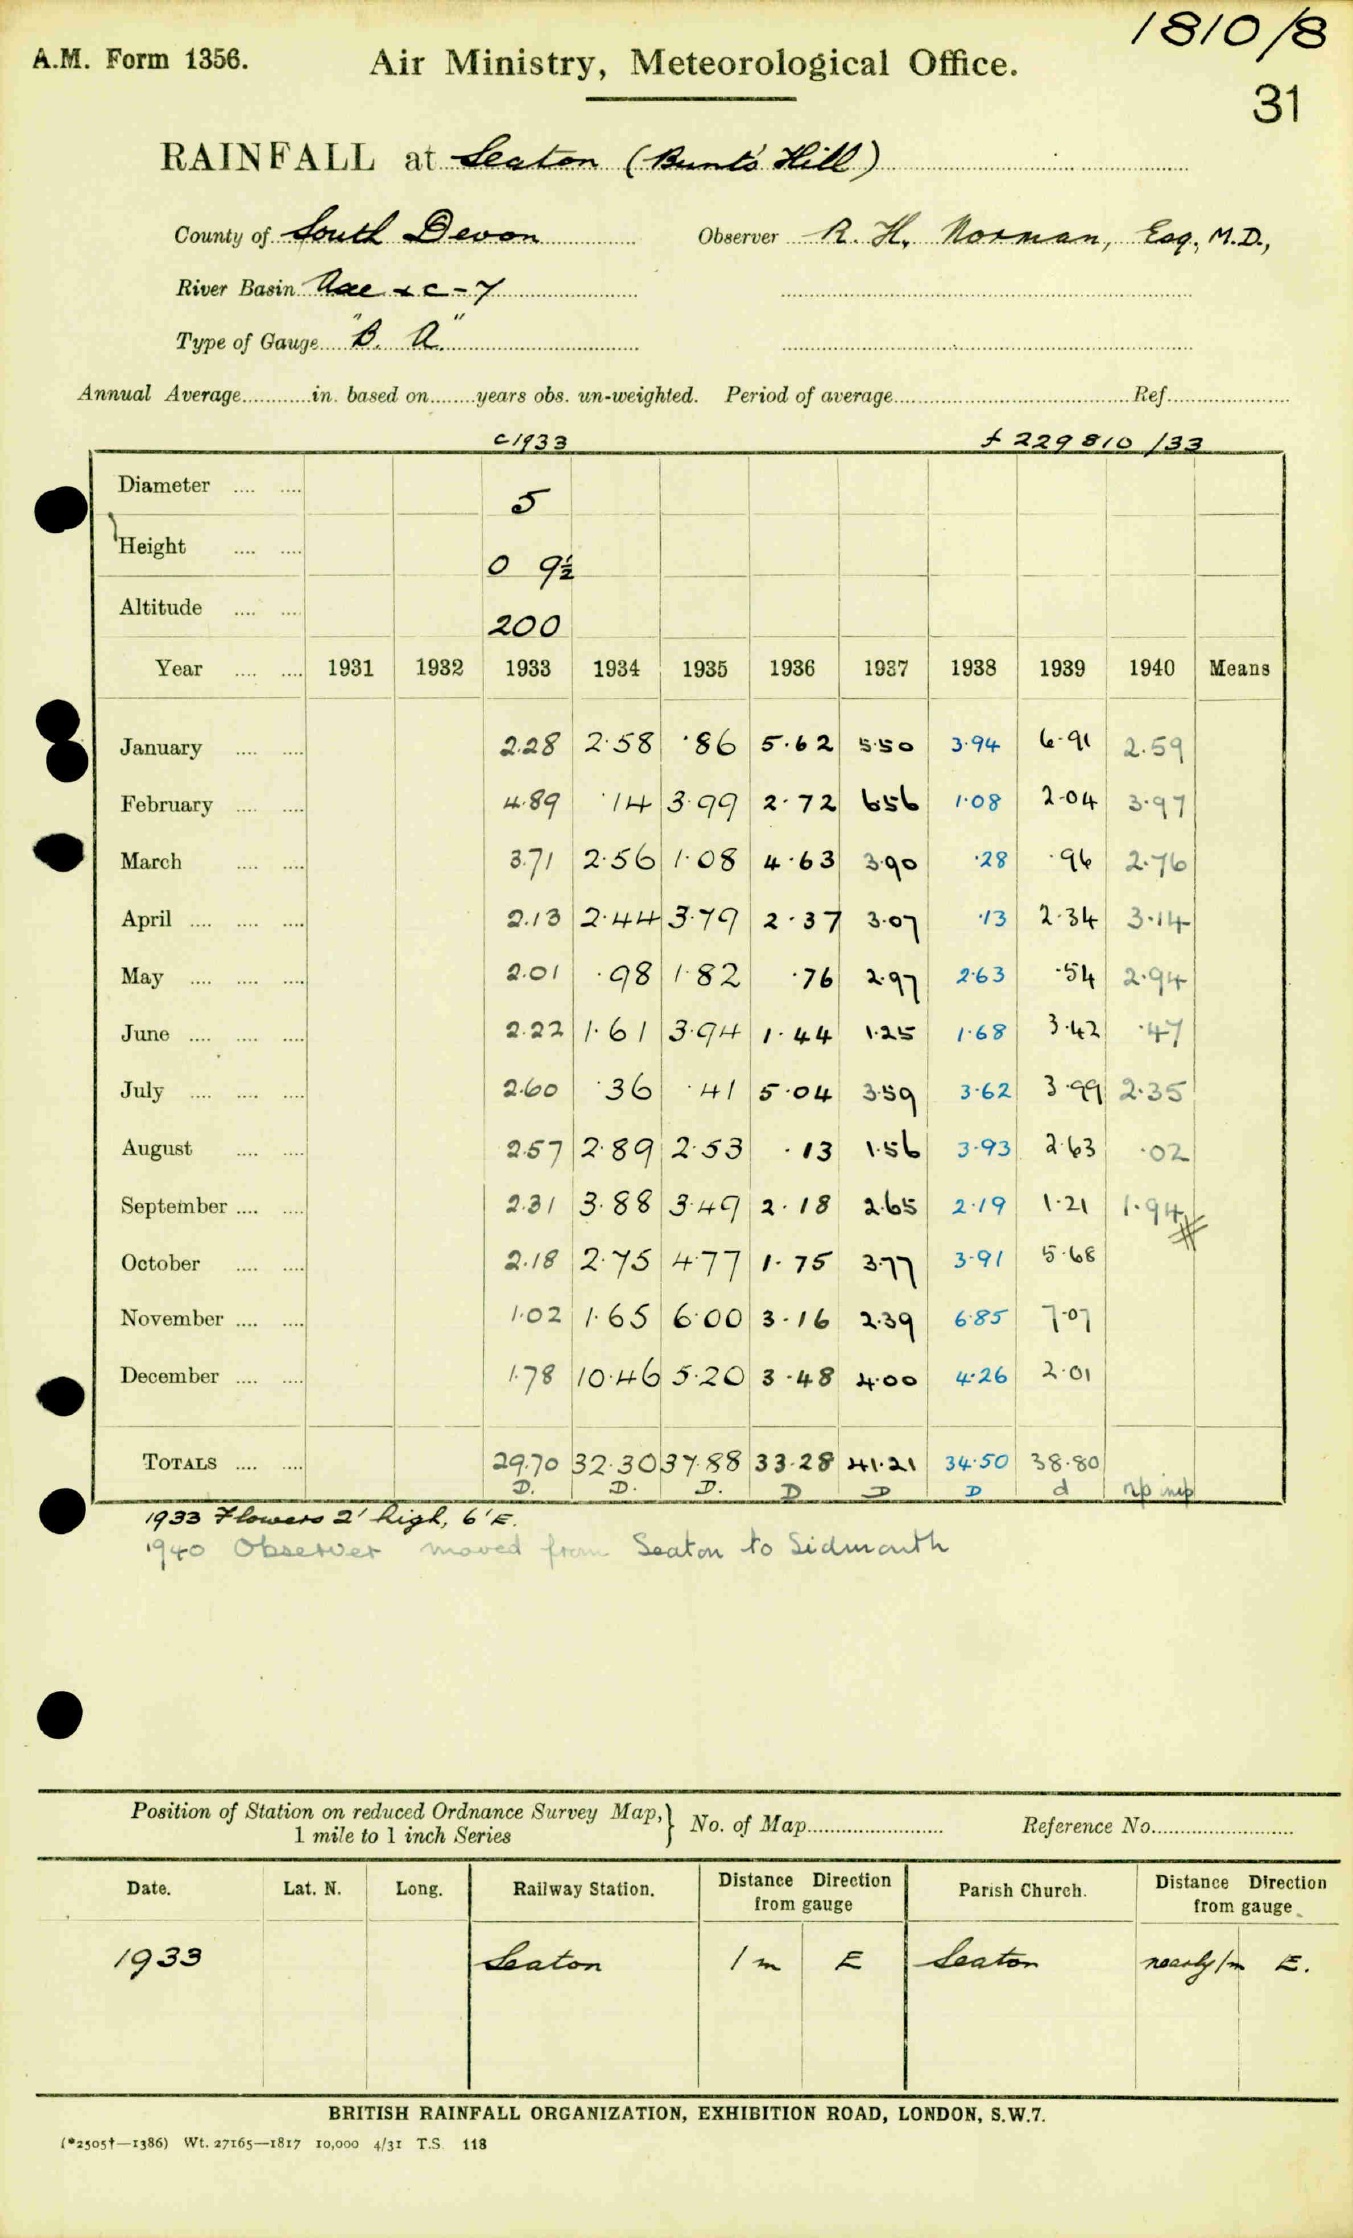 1810/8
A.M. Form 1356. Air Ministry, Meteorological Office.
31
RAINFALL at Seaton (Bunt's Hill)
County of South Devon Observer R. H. Norman, Esq., M.D.,
River Basin Axe &c - 7
Type of Gauge "B. A."
Annual Average in. based on years obs. un-weighted. Period of average Ref.
c1933 f 229810/33
Diameter 5
Height 0 9½
Altitude 200
Year 1931 1932 1933 1934 1935 1936 1937 1938 1939 1940 Means
January 2.28 2.58 .86 5.62 5.50 3.94 6.91 2.59
February 4.89 .14 3.99 2.72 6.56 1.08 2.04 3.97
March 3.71 2.56 1.08 4.63 3.90 .28 .96 2.76
April 2.13 2.44 3.79 2.37 3.07 .13 2.34 3.14
May 2.01 .98 1.82 .76 2.97 2.63 .54 2.94
June 2.22 1.61 3.94 1.44 1.25 1.68 3.42 .47
July 2.60 .36 .41 5.04 3.59 3.62 3.99 2.35
August 2.57 2.89 2.53 .13 1.56 3.93 2.63 .02
September 2.31 3.88 3.49 2.18 2.65 2.19 1.21 1.94
October 2.18 2.75 4.77 1.75 3.77 3.91 5.68
November 1.02 1.65 6.00 3.16 2.39 6.85 7.07
December 1.78 10.46 5.20 3.48 4.00 4.26 2.01
TOTALS 29.70 32.30 37.88 33.28 41.21 34.50 38.80
D. D. D. D D D d np
1933 Flowers 2' high, 6' E.
1940 Observer moved from Seaton to Sidmouth
Position of Station on reduced Ordnance Survey Map,} No. of Map Reference No.
1 mile to 1 inch Series
Date. Lat. N. Long. Railway Station. Distance Direction from gauge Parish Church. Distance Direction from gauge
1933 Seaton 1 m E Seaton nearly 1m E.
BRITISH RAINFALL ORGANIZATION, EXHIBITION ROAD, LONDON, S.W.7.
(*2505†—1386) Wt. 27165—1817 10,000 4/31 T.S. 118